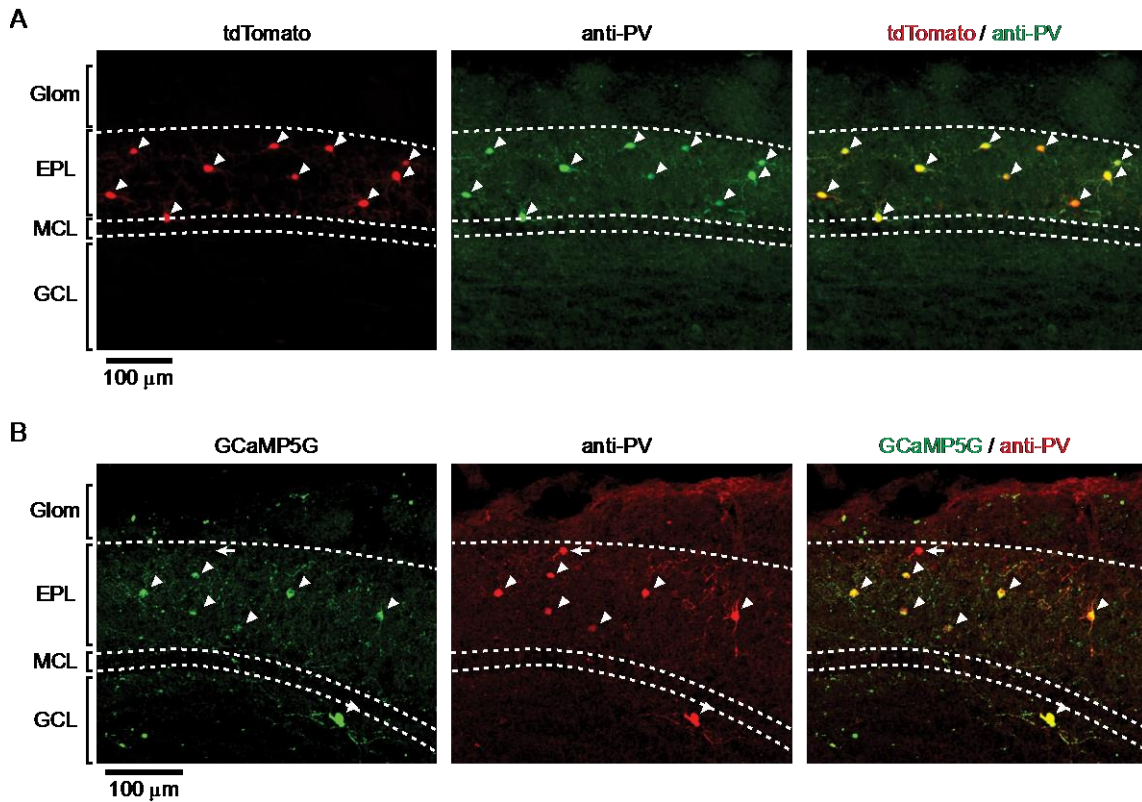 A
tdTomato
anti-PV
tdTomato / anti-PV
Glom
EPL
MCL
GCL
100 μm
B
GCaMP5G
anti-PV
GCaMP5G / anti-PV
Glom
EPL
MCL
GCL
100 μm